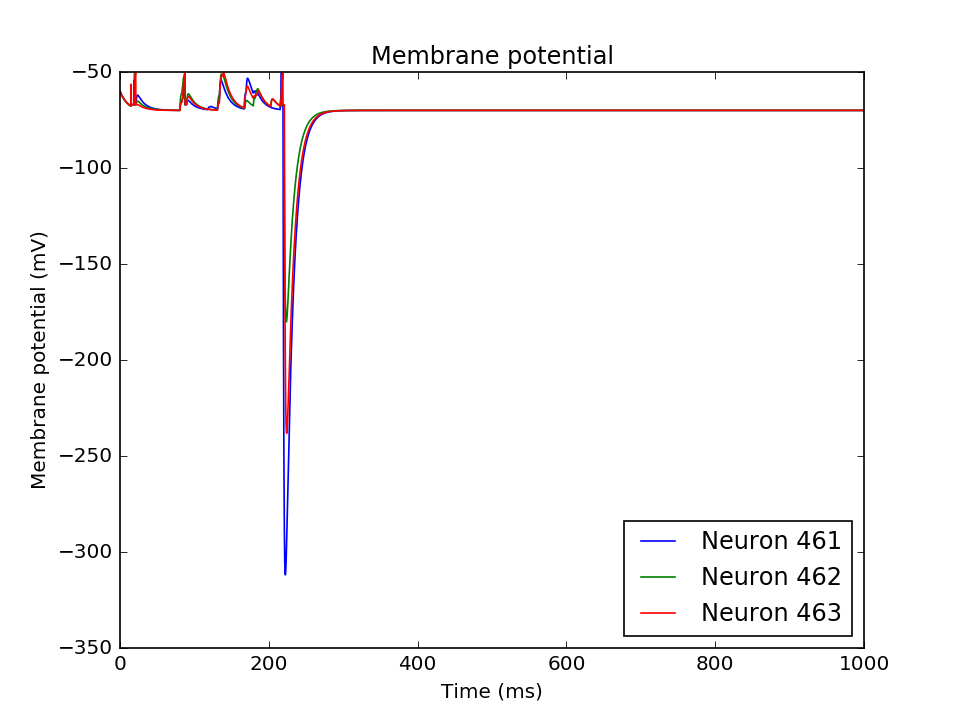 Membrane potential
Membrane potential (mV)
−50
−100
−150
−200
−250
−300
−350
0 200 400 600 800 1000
Time (ms)
Neuron 461
Neuron 462
Neuron 463